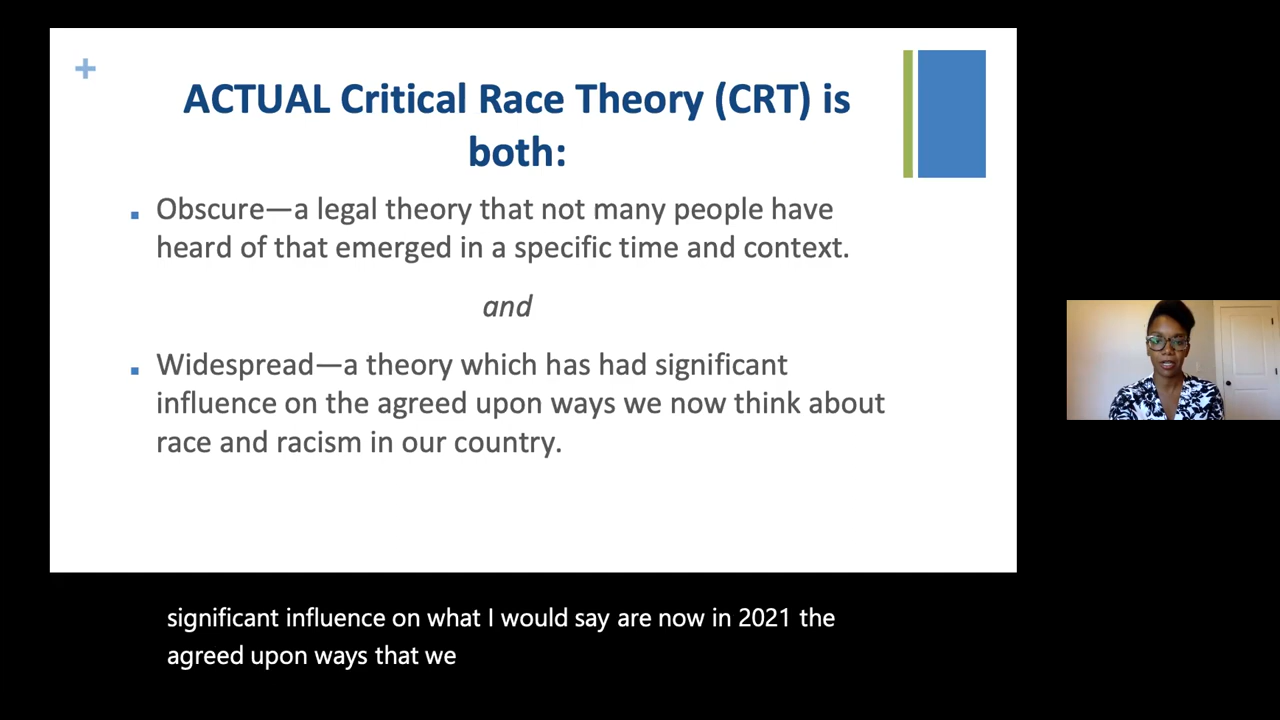 +
ACTUAL Critical Race Theory (CRT) is
both:
▪ Obscure—a legal theory that not many people have
heard of that emerged in a specific time and context.
and
▪ Widespread—a theory which has had significant
influence on the agreed upon ways we now think about
race and racism in our country.
significant influence on what I would say are now in 2021 the
agreed upon ways that we